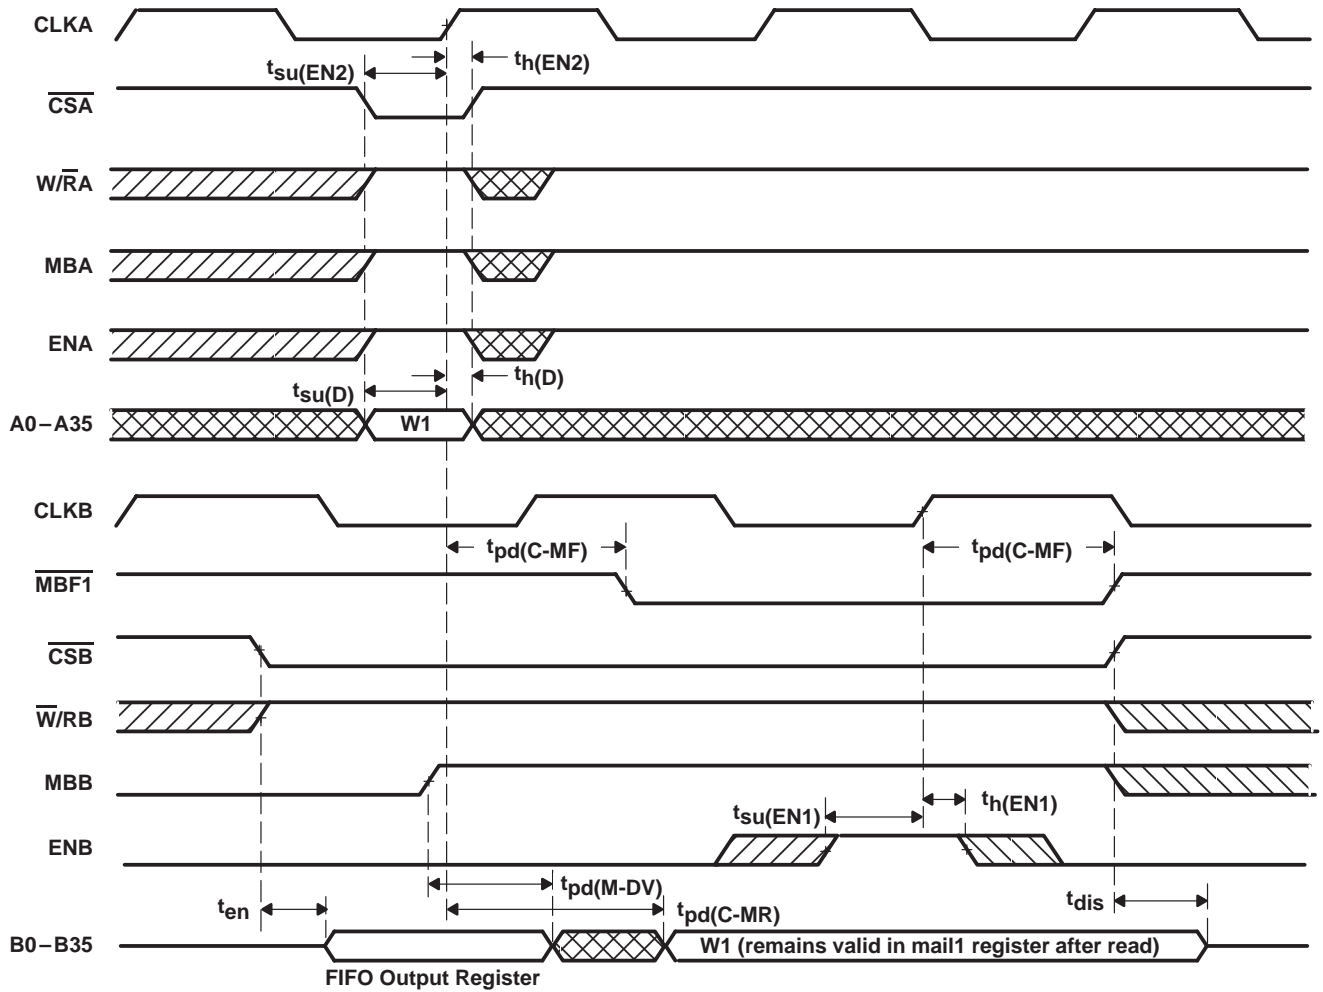 CLKA
tsu(EN2)
th(EN2)
CSA
W/RA
MBA
ENA
tsu(D)
th(D)
A0–A35
W1
CLKB
tpd(C-MF)
tpd(C-MF)
MBF1
CSB
W/RB
MBB
tsu(EN1)
th(EN1)
ENB
tpd(M-DV)
ten
tpd(C-MR)
tdis
B0–B35
W1 (remains valid in mail1 register after read)
FIFO Output Register